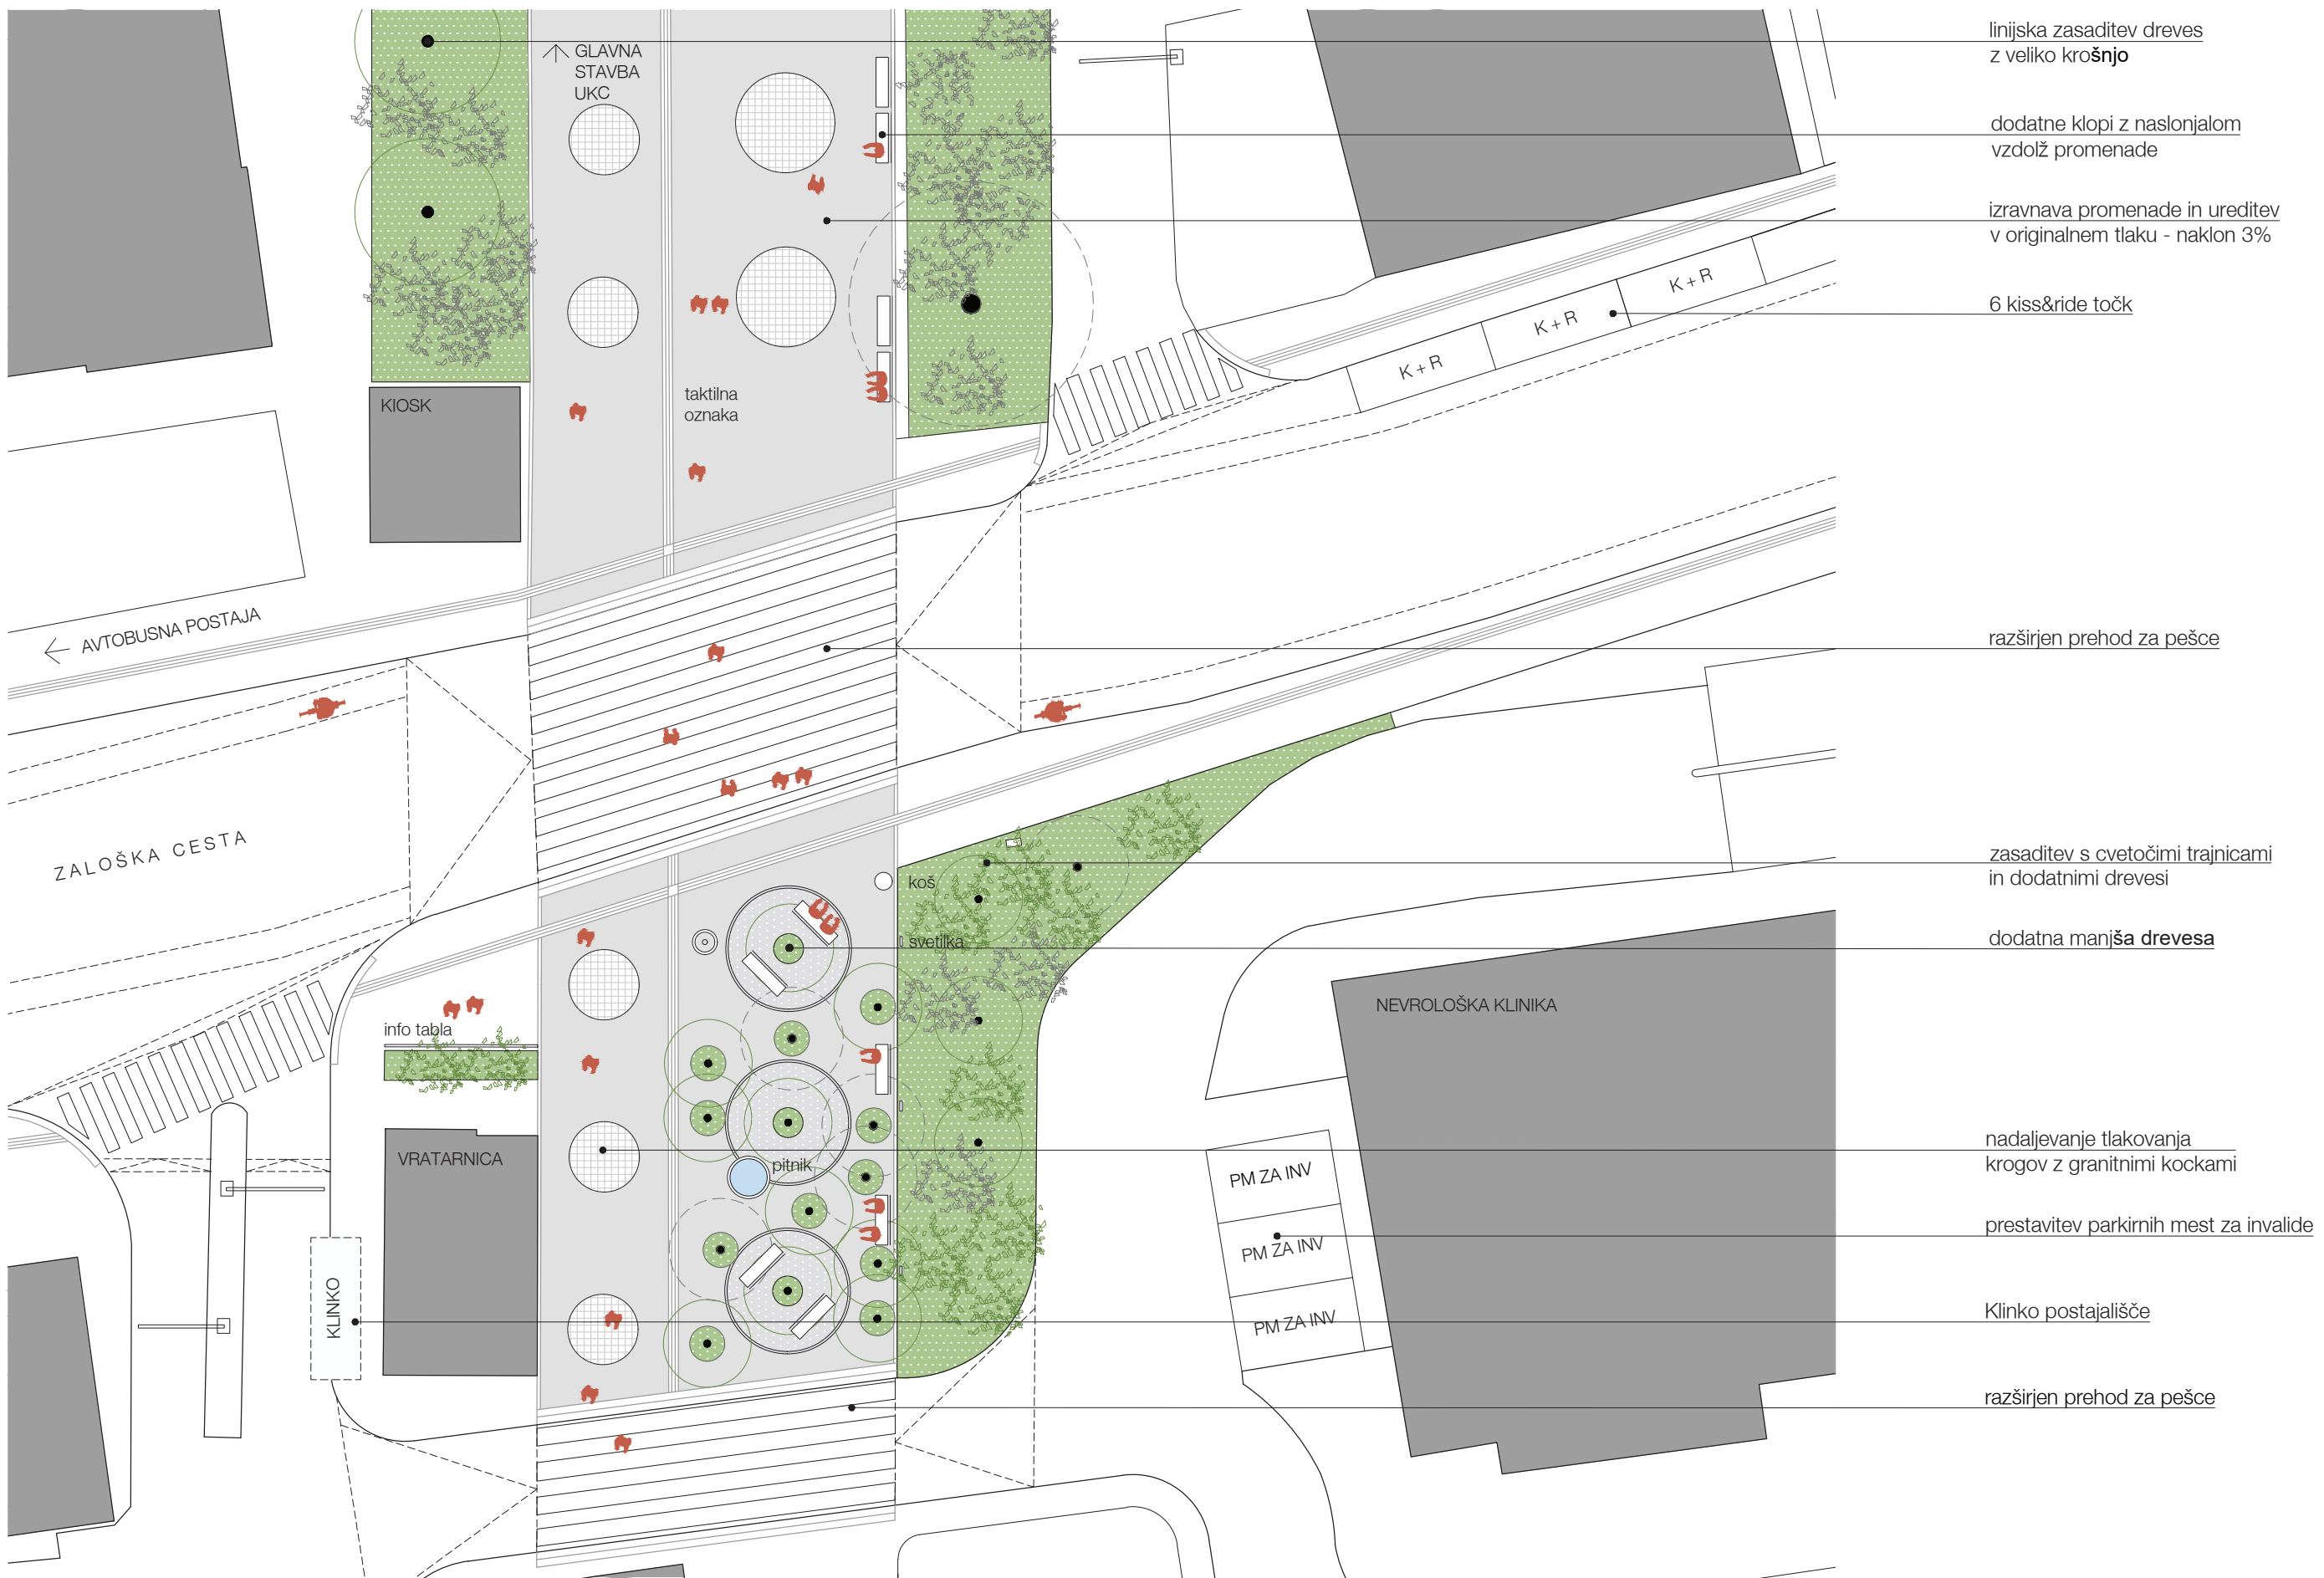 GLAVNA
STAVBA
UKC
KIOSK
taktilna
oznaka
K + R
K + R
K + R
AVTOBUSNA POSTAJA
ZALOŠKA CESTA
koš
svetilka
info tabla
VRATARNICA
pitnik
KLINKO
NEVROLOŠKA KLINIKA
PM ZA INV
PM ZA INV
PM ZA INV
linijska zasaditev dreves
z veliko krošnjo
dodatne klopi z naslonjalom
vzdolž promenade
izravnava promenade in ureditev
v originalnem tlaku - naklon 3%
6 kiss&ride točk
razširjen prehod za pešce
zasaditev s cvetočimi trajnicami
in dodatnimi drevesi
dodatna manjša drevesa
nadaljevanje tlakovanja
krogov z granitnimi kockami
prestavitev parkirnih mest za invalide
Klinko postajališče
razširjen prehod za pešce